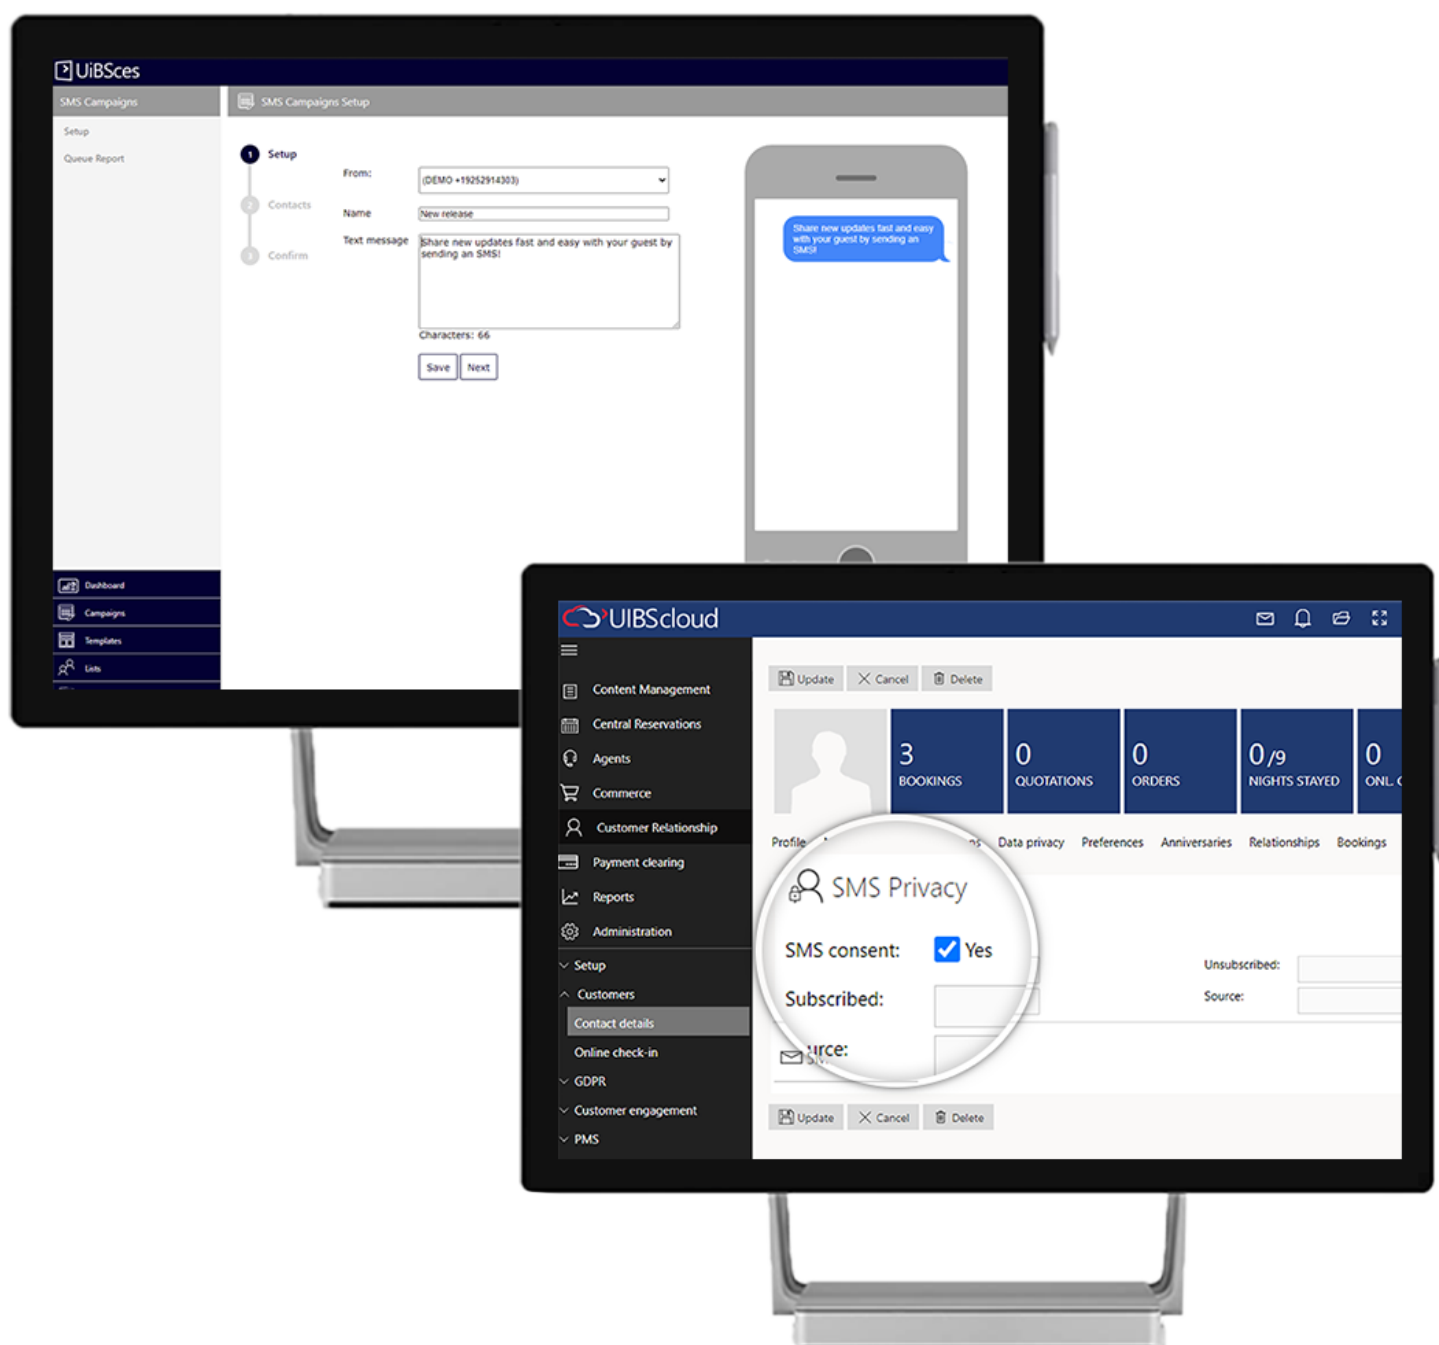 UiBSces
SMS Campaigns
SMS Campaigns Setup
Setup
Queue Report
1 Setup
2 Contacts
3 Confirm
From:
(DEMO +19252914303)
Name
New release
Text message
Share new updates fast and easy with your guest by
sending an SMS!
Characters: 66
Save
Next
Share new updates fast and easy
with your guest by sending an
SMS!
Dashboard
Campaigns
Templates
Lists
UIBScloud
Content Management
Central Reservations
Agents
Commerce
Customer Relationship
Payment clearing
Reports
Administration
Setup
Customers
Contact details
Online check-in
GDPR
Customer engagement
PMS
Update
Cancel
Delete
3
BOOKINGS
0
QUOTATIONS
0
ORDERS
0 /9
NIGHTS STAYED
0
ONL.
Profile
Data privacy
Preferences
Anniversaries
Relationships
Bookings
SMS Privacy
SMS consent:
Yes
Subscribed:
Unsubscribed:
Source:
Update
Cancel
Delete